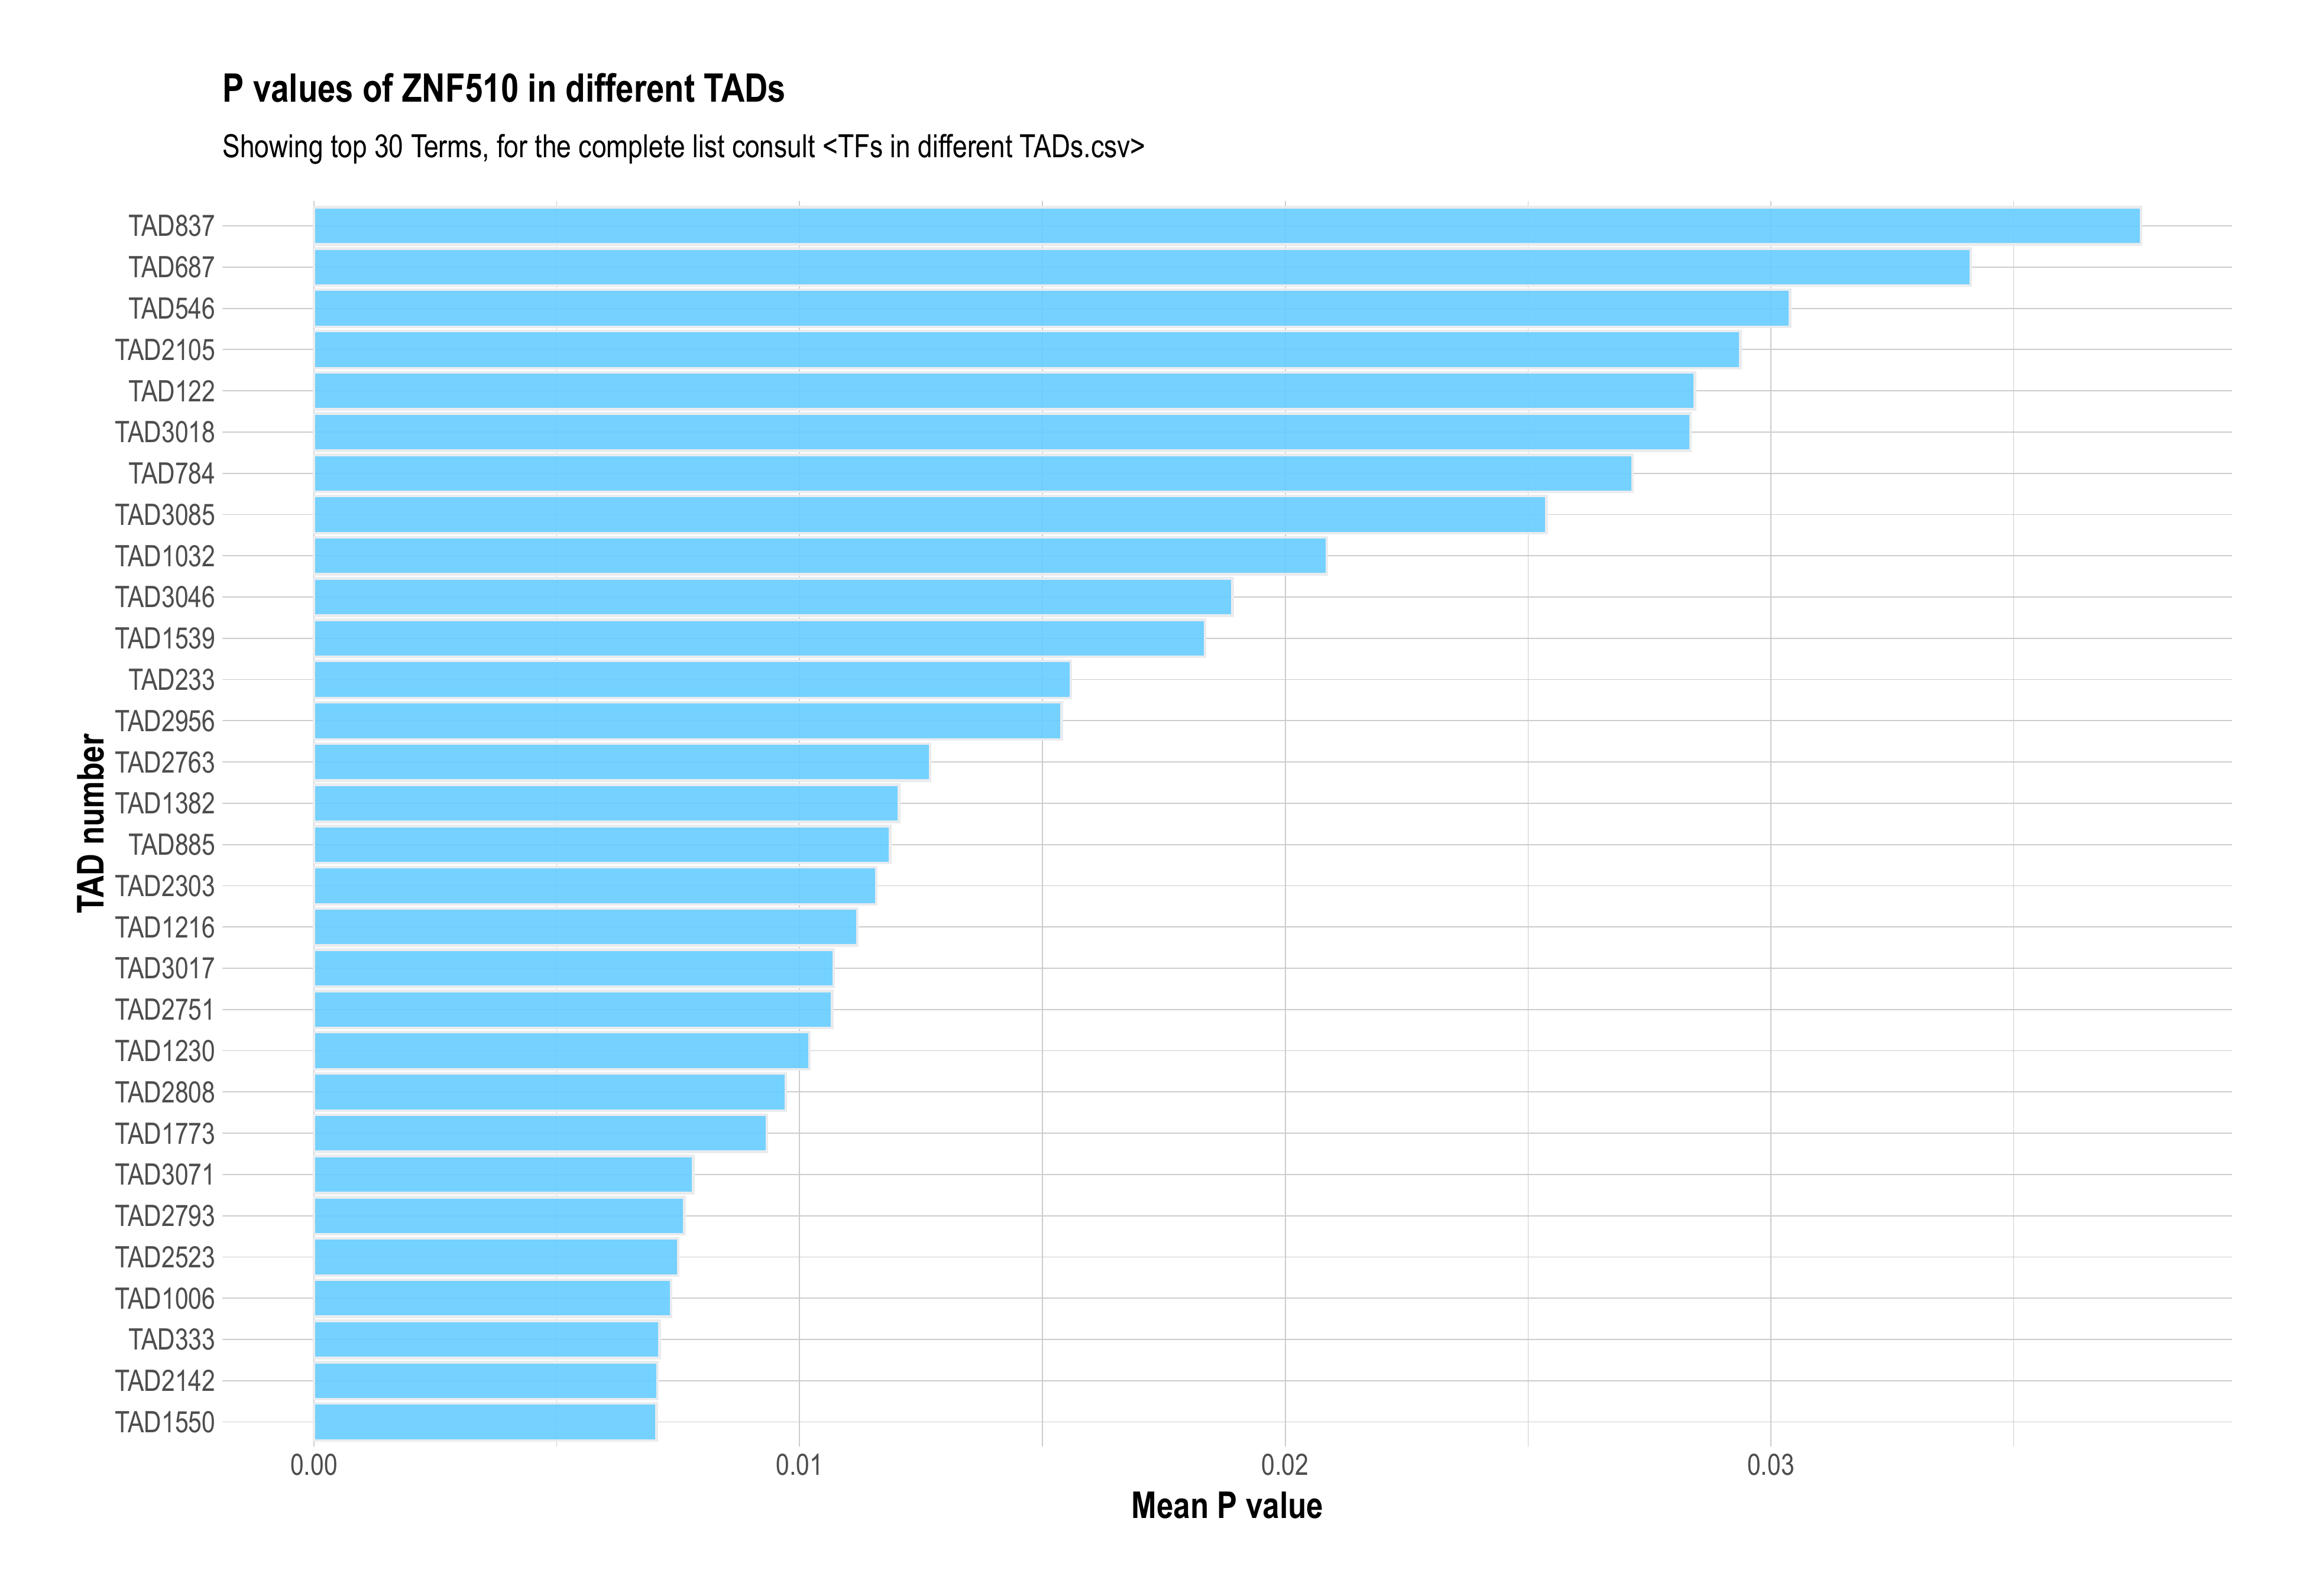 P values of ZNF510 in different TADs
Showing top 30 Terms, for the complete list consult <TFs in different TADs.csv>
TAD number
TAD837
TAD687
TAD546
TAD2105
TAD122
TAD3018
TAD784
TAD3085
TAD1032
TAD3046
TAD1539
TAD233
TAD2956
TAD2763
TAD1382
TAD885
TAD2303
TAD1216
TAD3017
TAD2751
TAD1230
TAD2808
TAD1773
TAD3071
TAD2793
TAD2523
TAD1006
TAD333
TAD2142
TAD1550
0.00 0.01 0.02 0.03
Mean P value